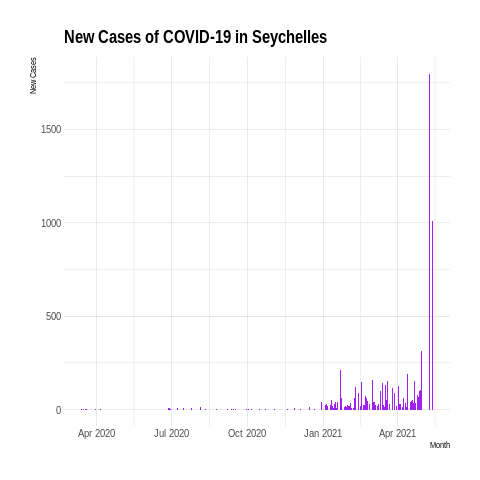 New Cases of COVID-19 in Seychelles
New Cases
1500
1000
500
0
Apr 2020 Jul 2020 Oct 2020 Jan 2021 Apr 2021
Month